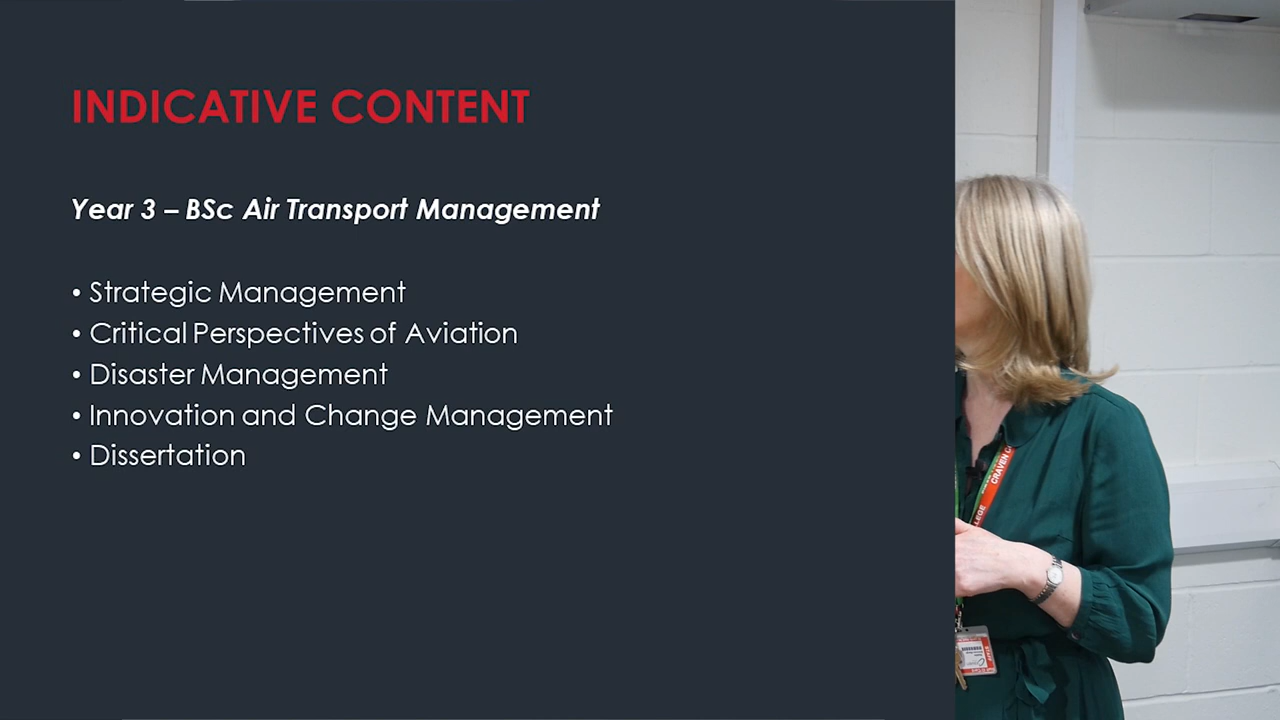 INDICATIVE CONTENT
Year 3 – BSc Air Transport Management
• Strategic Management
• Critical Perspectives of Aviation
• Disaster Management
• Innovation and Change Management
• Dissertation
CRAVEN